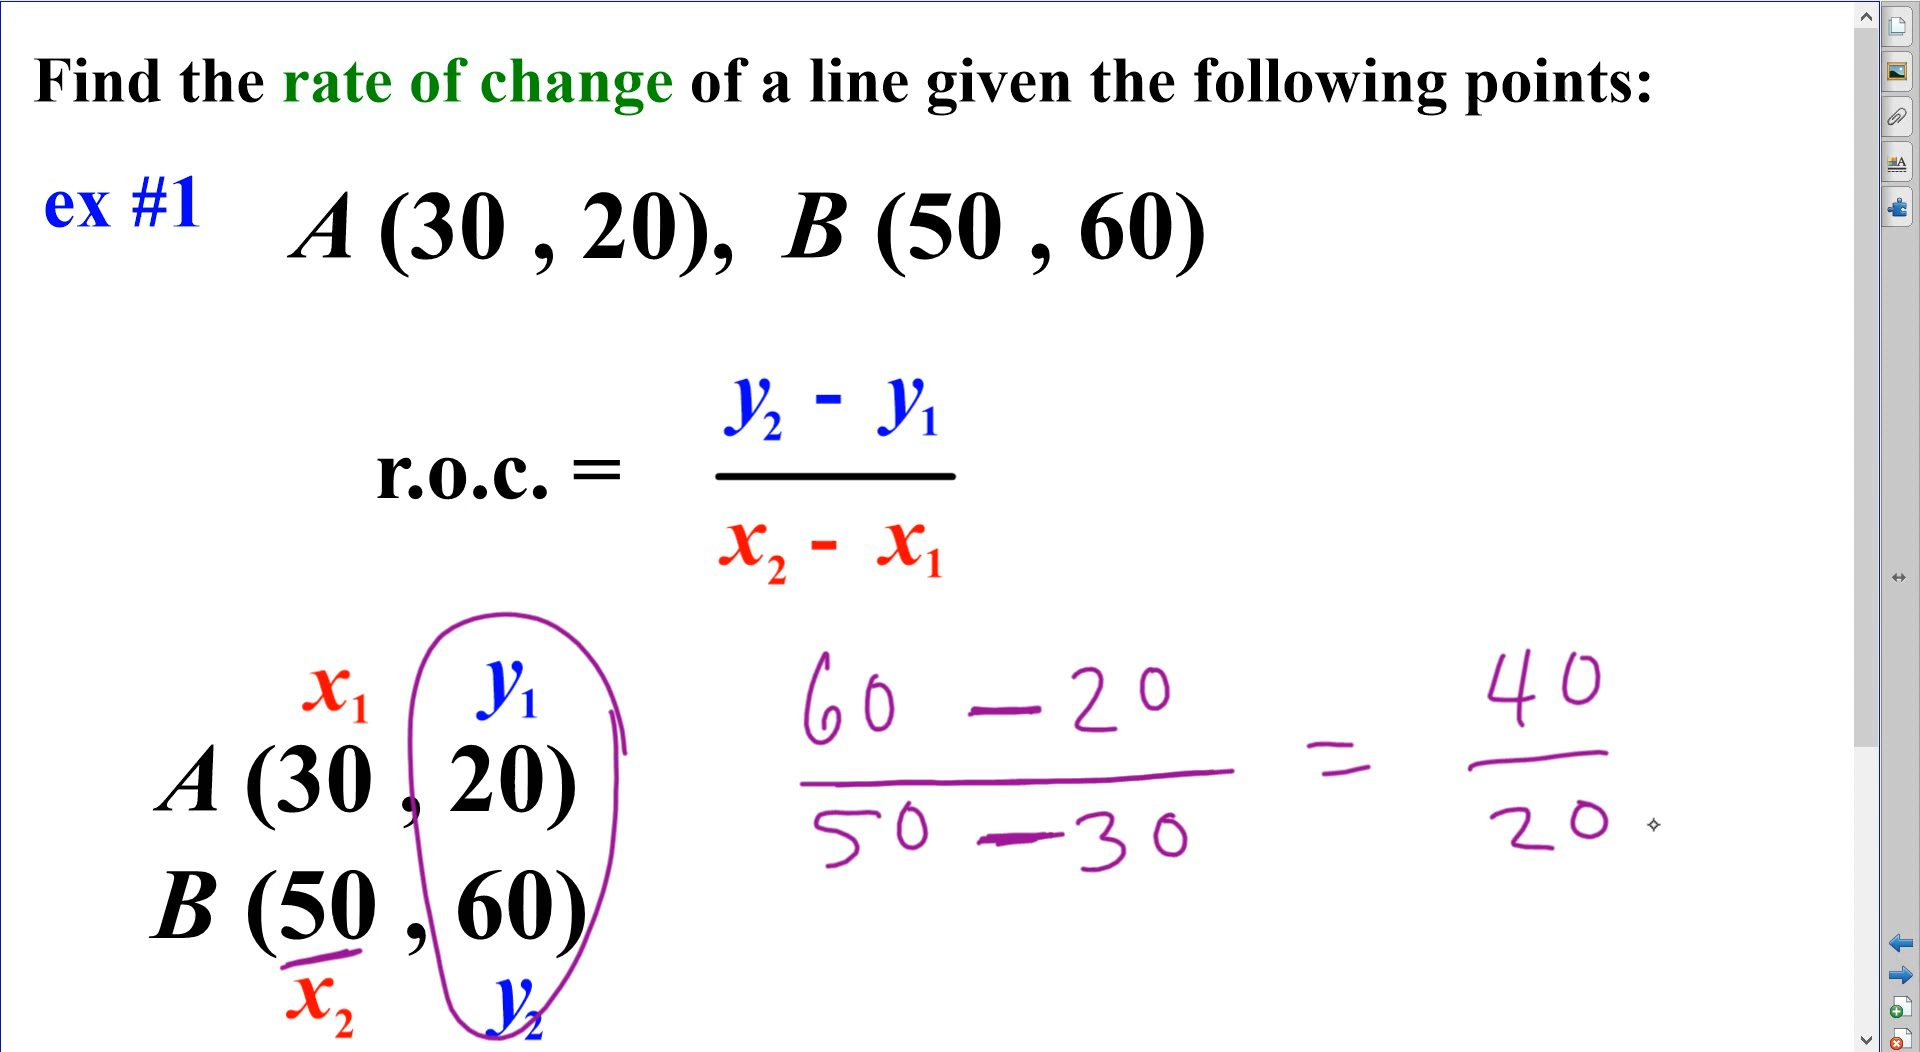 Find the rate of change of a line given the following points:
ex #1 A (30 , 20), B (50 , 60)
y₂ - y₁
r.o.c. =
x₂ - x₁
x₁ y₁
A (30 , 20)
B (50 , 60)
x₂ y₂
60 - 20 = 40
50 - 30 20